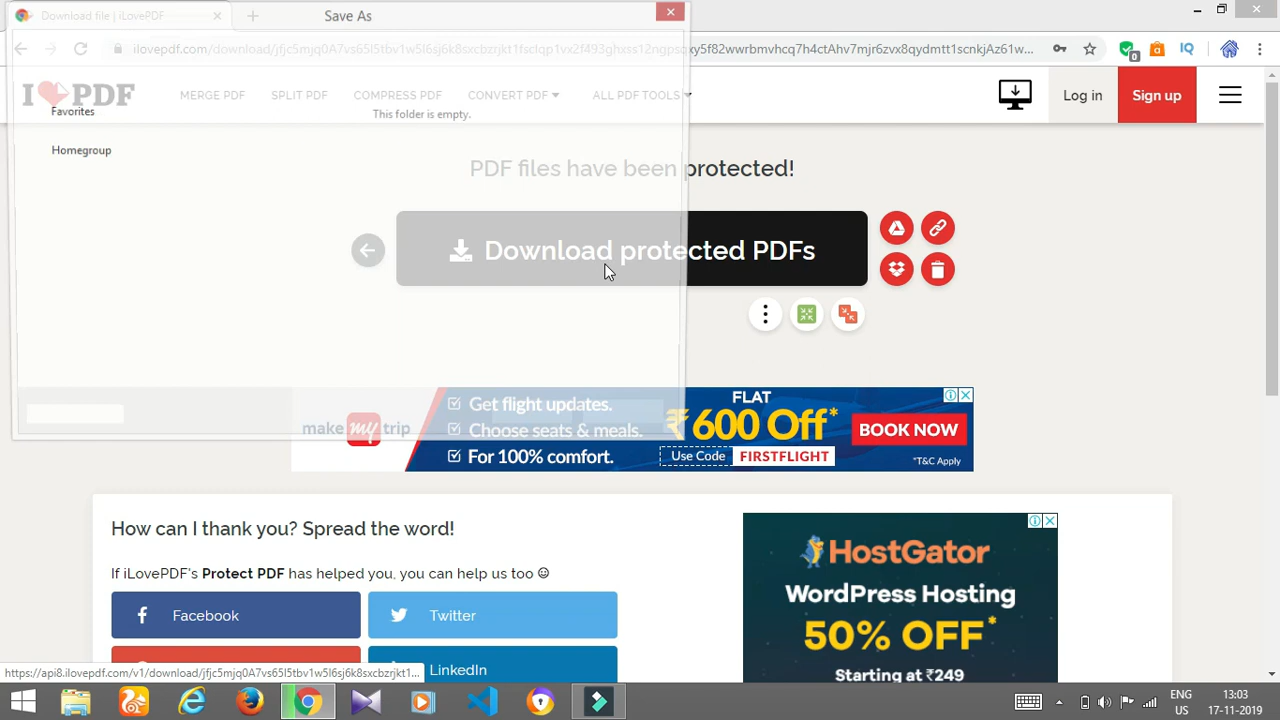 Download file | iLovePDF
Save As
ilovepdf.com/download/
I PDF
MERGE PDF
SPLIT PDF
COMPRESS PDF
CONVERT PDF
ALL PDF TOOLS
Log in
Sign up
Favorites
This folder is empty.
Homegroup
PDF files have been protected!
Download protected PDFs
make my trip
Get flight updates.
Choose seats & meals.
For 100% comfort.
FLAT
₹600 Off*
Use Code FIRSTFLIGHT
BOOK NOW
*T&C Apply
How can I thank you? Spread the word!
If iLovePDF's Protect PDF has helped you, you can help us too ☺
Facebook
Twitter
LinkedIn
HostGator
WordPress Hosting
50% OFF*
Starting at ₹249
https://api8.ilovepdf.com/v1/download/
ENG
US
13:03
17-11-2019